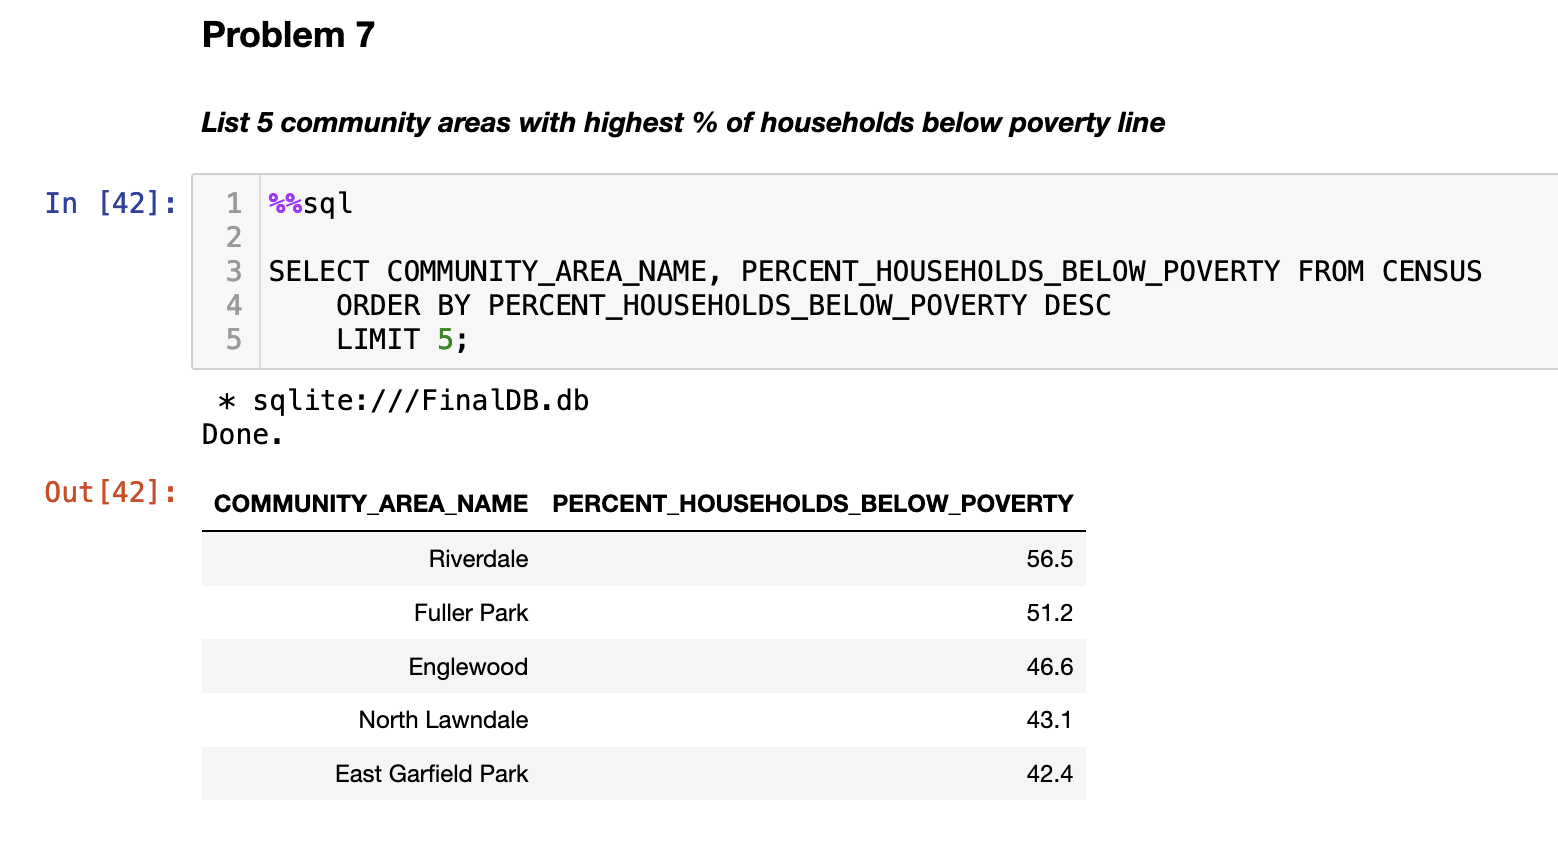 Problem 7
List 5 community areas with highest % of households below poverty line
In [42]:
1 %%sql
2
3 SELECT COMMUNITY_AREA_NAME, PERCENT_HOUSEHOLDS_BELOW_POVERTY FROM CENSUS
4     ORDER BY PERCENT_HOUSEHOLDS_BELOW_POVERTY DESC
5     LIMIT 5;
* sqlite:///FinalDB.db
Done.
Out[42]:
COMMUNITY_AREA_NAME PERCENT_HOUSEHOLDS_BELOW_POVERTY
Riverdale 56.5
Fuller Park 51.2
Englewood 46.6
North Lawndale 43.1
East Garfield Park 42.4